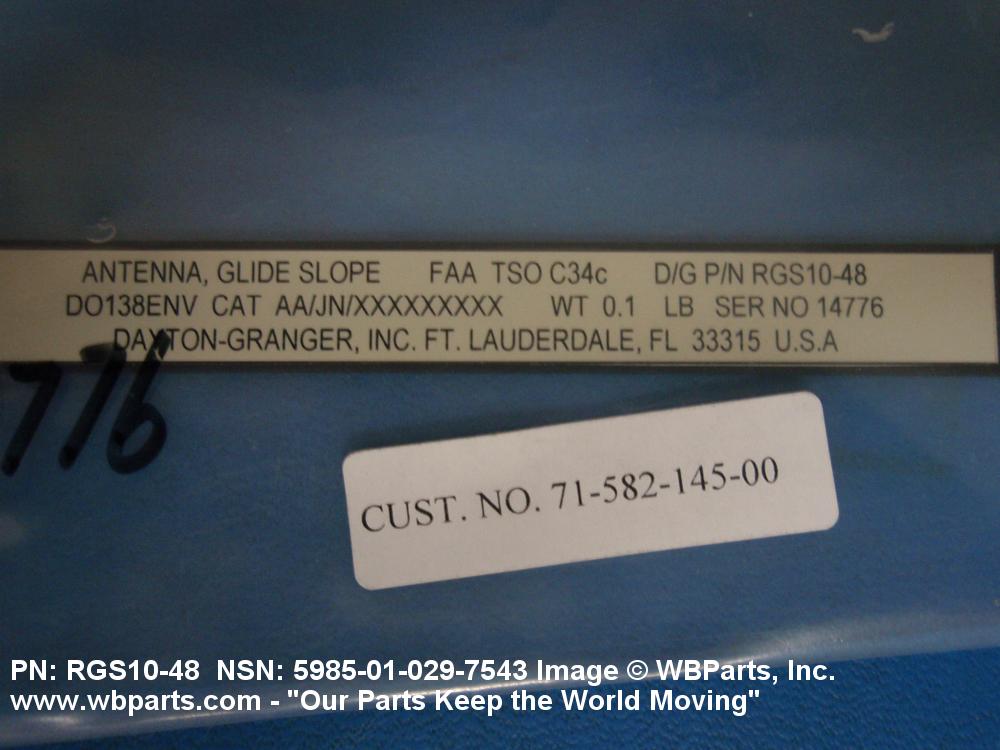 ANTENNA, GLIDE SLOPE FAA TSO C34c D/G P/N RGS10-48
DO138ENV CAT AA/JN/XXXXXXXXX WT 0.1 LB SER NO 14776
DAYTON-GRANGER, INC. FT. LAUDERDALE, FL 33315 U.S.A
776
CUST. NO. 71-582-145-00
PN: RGS10-48 NSN: 5985-01-029-7543 Image © WBParts, Inc.
www.wbparts.com - "Our Parts Keep the World Moving"